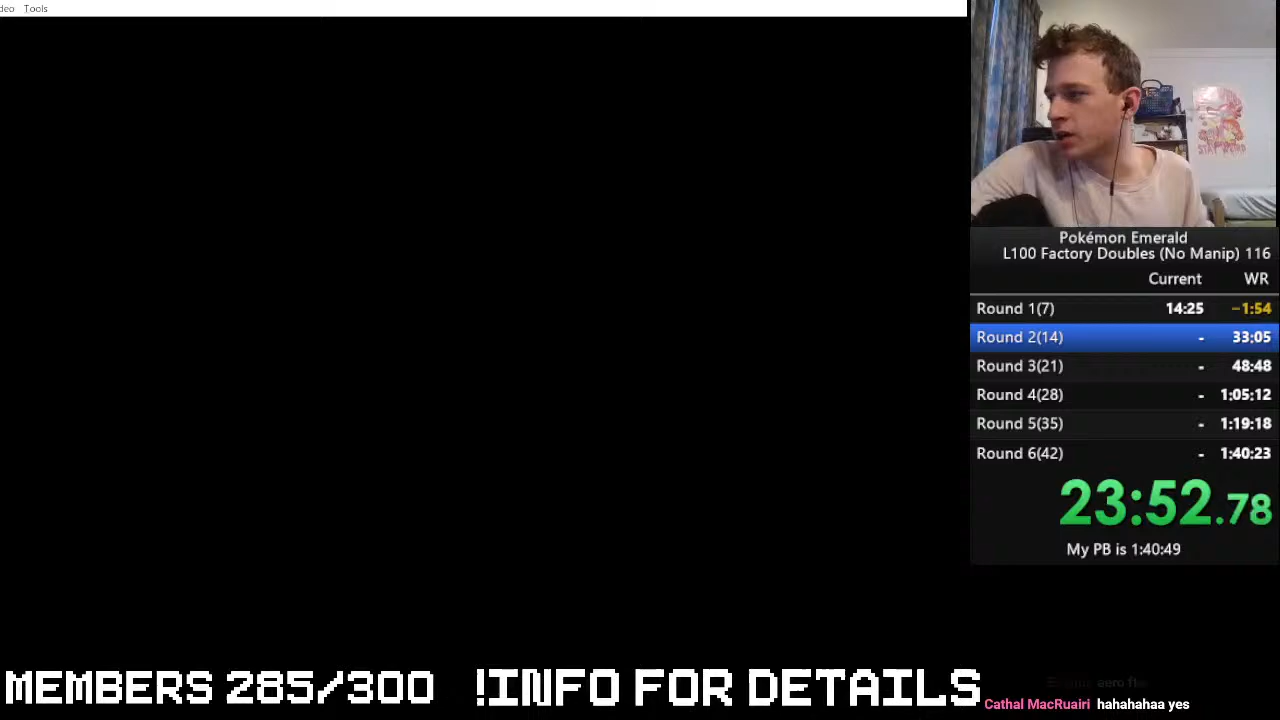 Tools
Pokémon Emerald
L100 Factory Doubles (No Manip) 116
Current WR
Round 1(7) 14:25 −1:54
Round 2(14) - 33:05
Round 3(21) - 48:48
Round 4(28) - 1:05:12
Round 5(35) - 1:19:18
Round 6(42) - 1:40:23
23:52.78
My PB is 1:40:49
MEMBERS 285/300 !INFO FOR DETAILS
Cathal MacRuairi hahahahaa yes